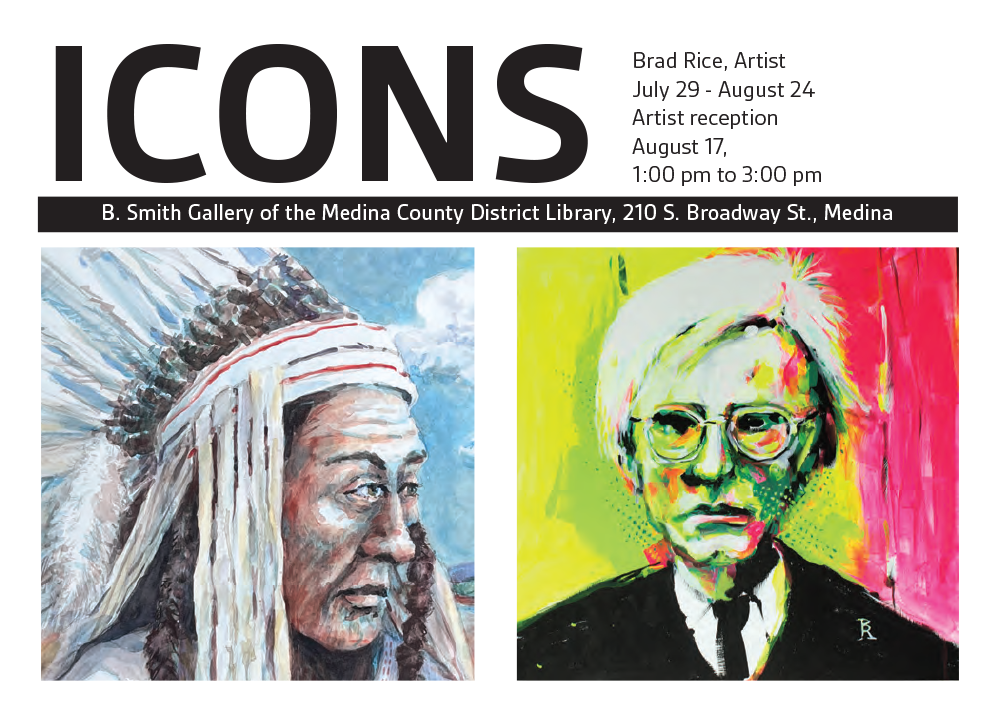 ICONS
Brad Rice, Artist
July 29 - August 24
Artist reception
August 17,
1:00 pm to 3:00 pm
B. Smith Gallery of the Medina County District Library, 210 S. Broadway St., Medina
BR